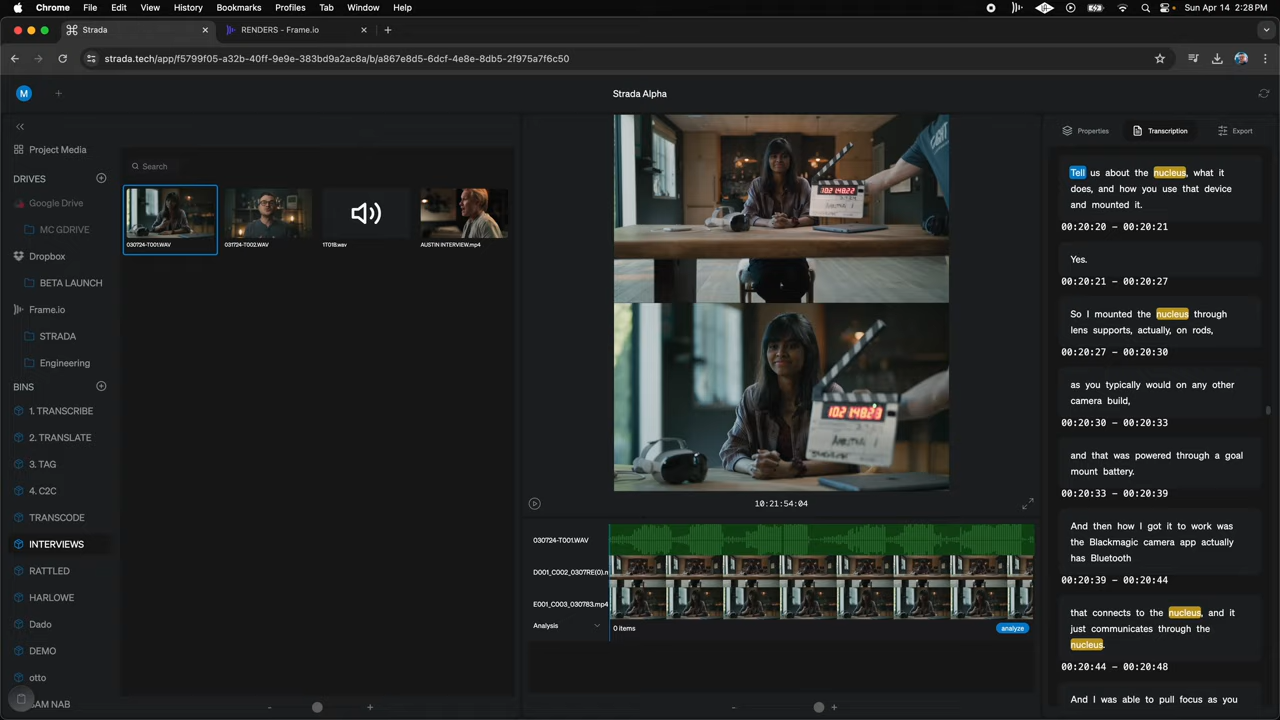 Chrome File Edit View History Bookmarks Profiles Tab Window Help Sun Apr 14 2:28 PM
Strada RENDERS - Frame.io
strada.tech/app/f5799f05-a32b-40ff-9e9e-383bd9a2ac8a/b/a867e8d5-6dcf-4e8e-8db5-2f975a7f6c50
M Strada Alpha
Project Media
DRIVES
Google Drive
MC GDRIVE
Dropbox
BETA LAUNCH
Frame.io
STRADA
Engineering
BINS
1. TRANSCRIBE
2. TRANSLATE
3. TAG
4. C2C
TRANSCODE
INTERVIEWS
RATTLED
HARLOWE
Dado
DEMO
otto
SAM NAB
Search
030724-T001.WAV 031724-T002.WAV 1T01B.wav AUSTIN INTERVIEW.mp4
10:21:54:04
030724-T001.WAV
D001_C002_0307RE(0).m
E001_C003_030783.mp4
Analysis 0 items analyze
Properties Transcription Export
Tell us about the nucleus, what it
does, and how you use that device
and mounted it.
00:20:20 – 00:20:21
Yes.
00:20:21 – 00:20:27
So I mounted the nucleus through
lens supports, actually, on rods,
00:20:27 – 00:20:30
as you typically would on any other
camera build,
00:20:30 – 00:20:33
and that was powered through a goal
mount battery.
00:20:33 – 00:20:39
And then how I got it to work was
the Blackmagic camera app actually
has Bluetooth
00:20:39 – 00:20:44
that connects to the nucleus, and it
just communicates through the
nucleus.
00:20:44 – 00:20:48
And I was able to pull focus as you